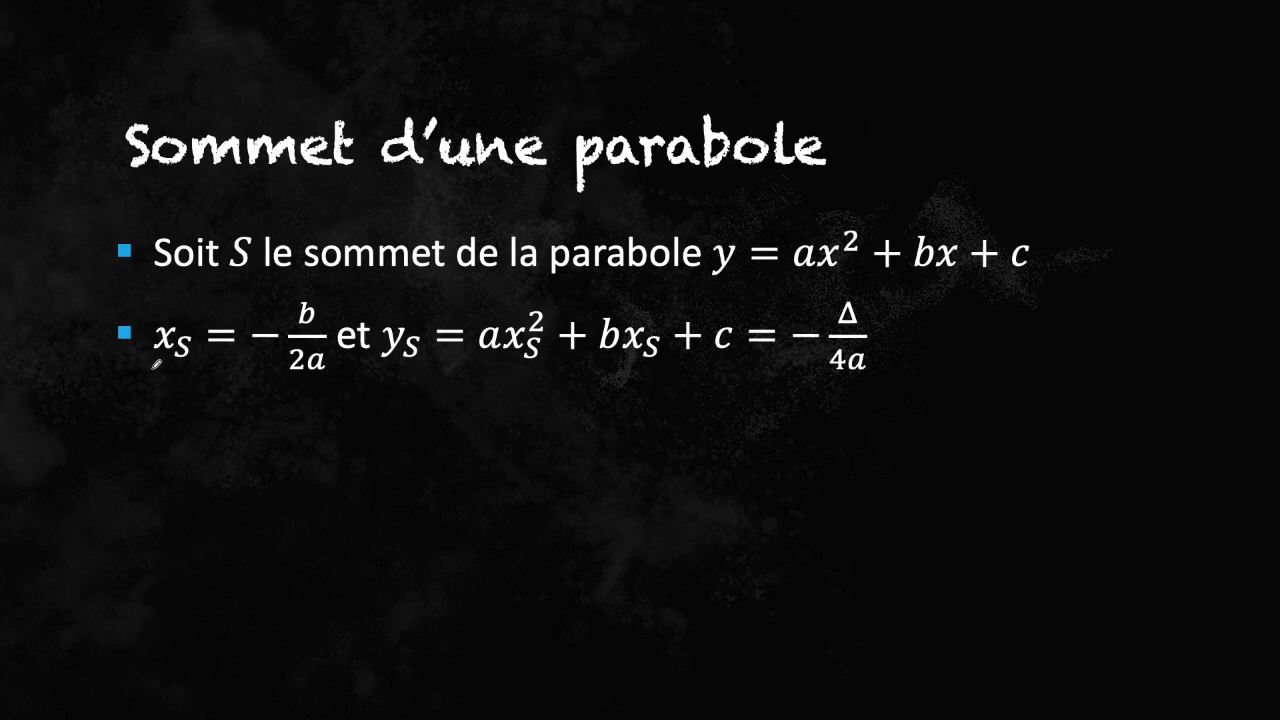 Sommet d'une parabole
▪ Soit S le sommet de la parabole y = ax² + bx + c
▪ x_S = −b/2a et y_S = ax_S² + bx_S + c = −Δ/4a